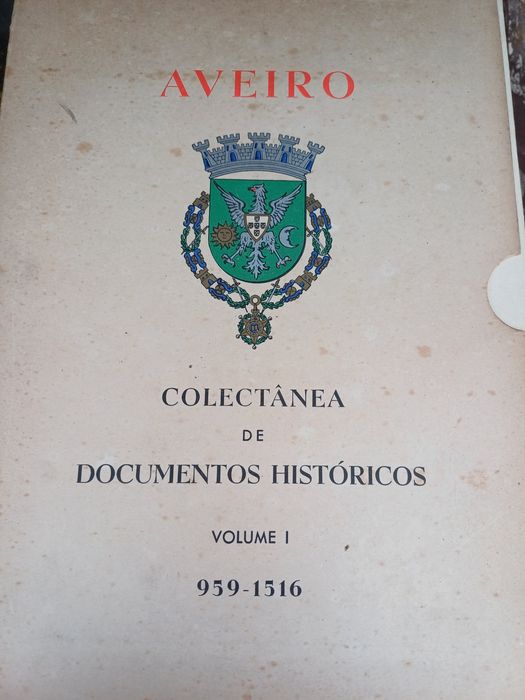 AVEIRO
COLECTÂNEA
DE
DOCUMENTOS HISTÓRICOS
VOLUME I
959-1516